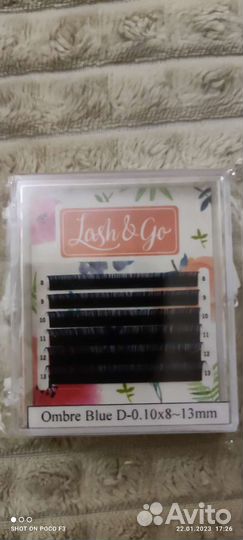 Lash & Go
8 8
9 9
10 10
11 11
12 12
13 13
Ombre Blue D-0.10x8~13mm
SHOT ON POCO F3
22.01.2023 17:26
Avito